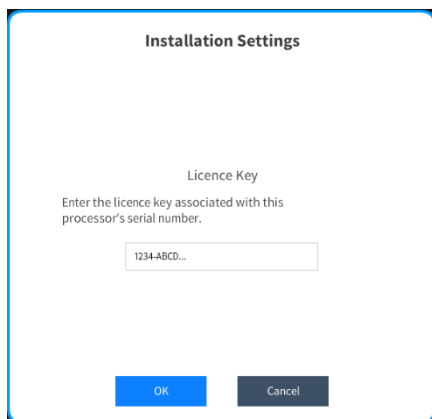 Installation Settings
Licence Key
Enter the licence key associated with this
processor's serial number.
1234-ABCD...
OK
Cancel